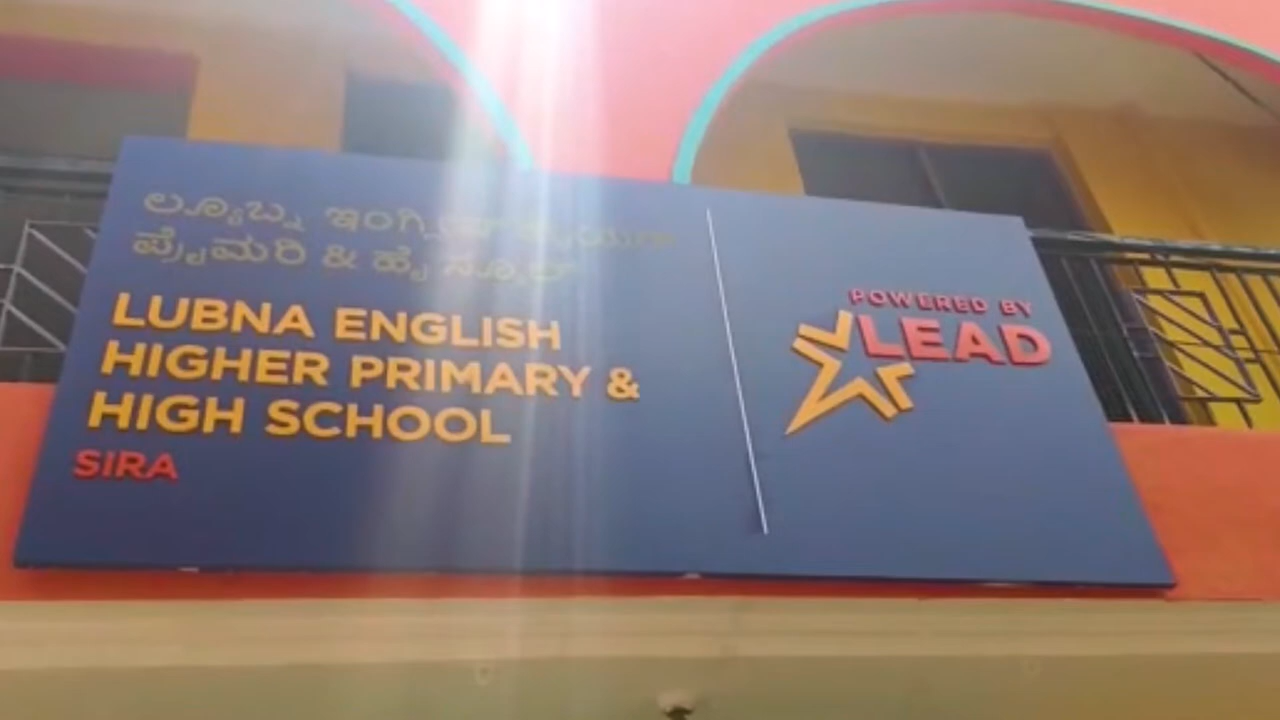 ಲ್ಯೂಬ್ನ
ಪ್ರೈಮರಿ & ಹೈ ಸ್ಕೂಲ್
LUBNA ENGLISH
HIGHER PRIMARY &
HIGH SCHOOL
SIRA
POWERED BY
LEAD